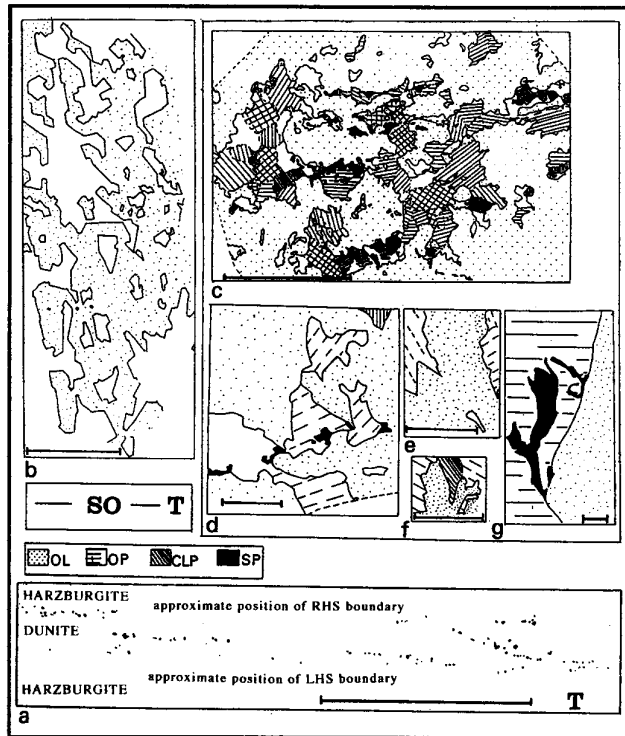 b
c
d
e
f
g
— SO — T
OL OP CLP SP
HARZBURGITE
approximate position of RHS boundary
DUNITE
approximate position of LHS boundary
HARZBURGITE
T
a